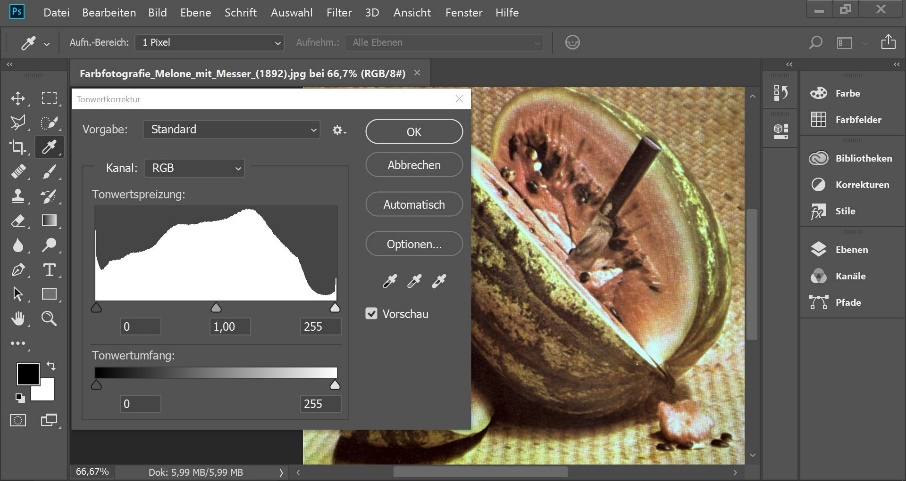 Ps Datei Bearbeiten Bild Ebene Schrift Auswahl Filter 3D Ansicht Fenster Hilfe
Aufn.-Bereich: 1 Pixel Aufnehm.: Alle Ebenen
Farbfotografie_Melone_mit_Messer_(1892).jpg bei 66,7% (RGB/8#) ×
Tonwertkorrektur
Vorgabe: Standard
OK
Kanal: RGB
Abbrechen
Tonwertspreizung:
Automatisch
Optionen...
Vorschau
0 1,00 255
Tonwertumfang:
0 255
66,67% Dok: 5,99 MB/5,99 MB
Farbe
Farbfelder
Bibliotheken
Korrekturen
Stile
Ebenen
Kanäle
Pfade